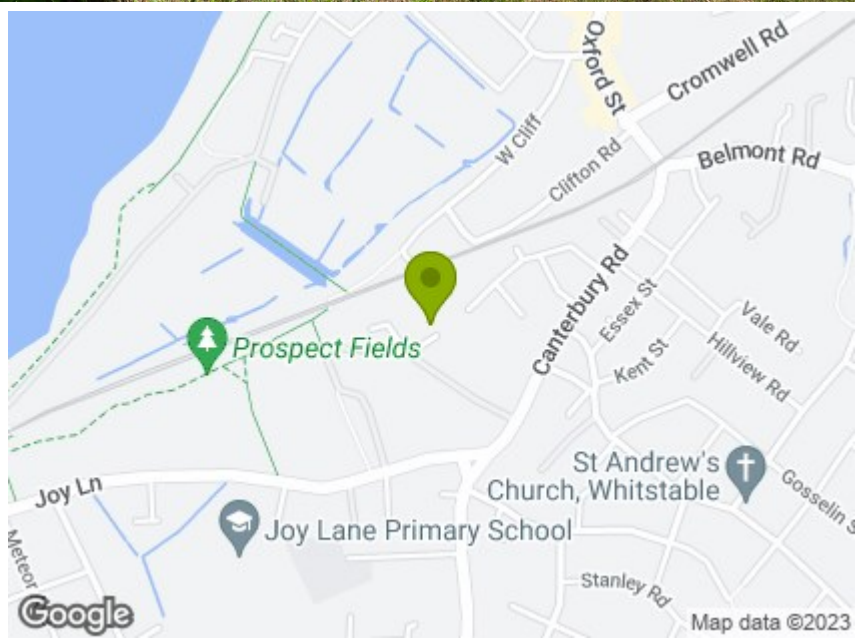 Oxford St
Cromwell Rd
W Cliff
Clifton Rd
Belmont Rd
Canterbury Rd
Essex St
Kent St
Vale Rd
Hillview Rd
Prospect Fields
St Andrew's
Church, Whitstable
Gosselin S
Joy Ln
Joy Lane Primary School
Meteor
Stanley Rd
Google
Map data ©2023